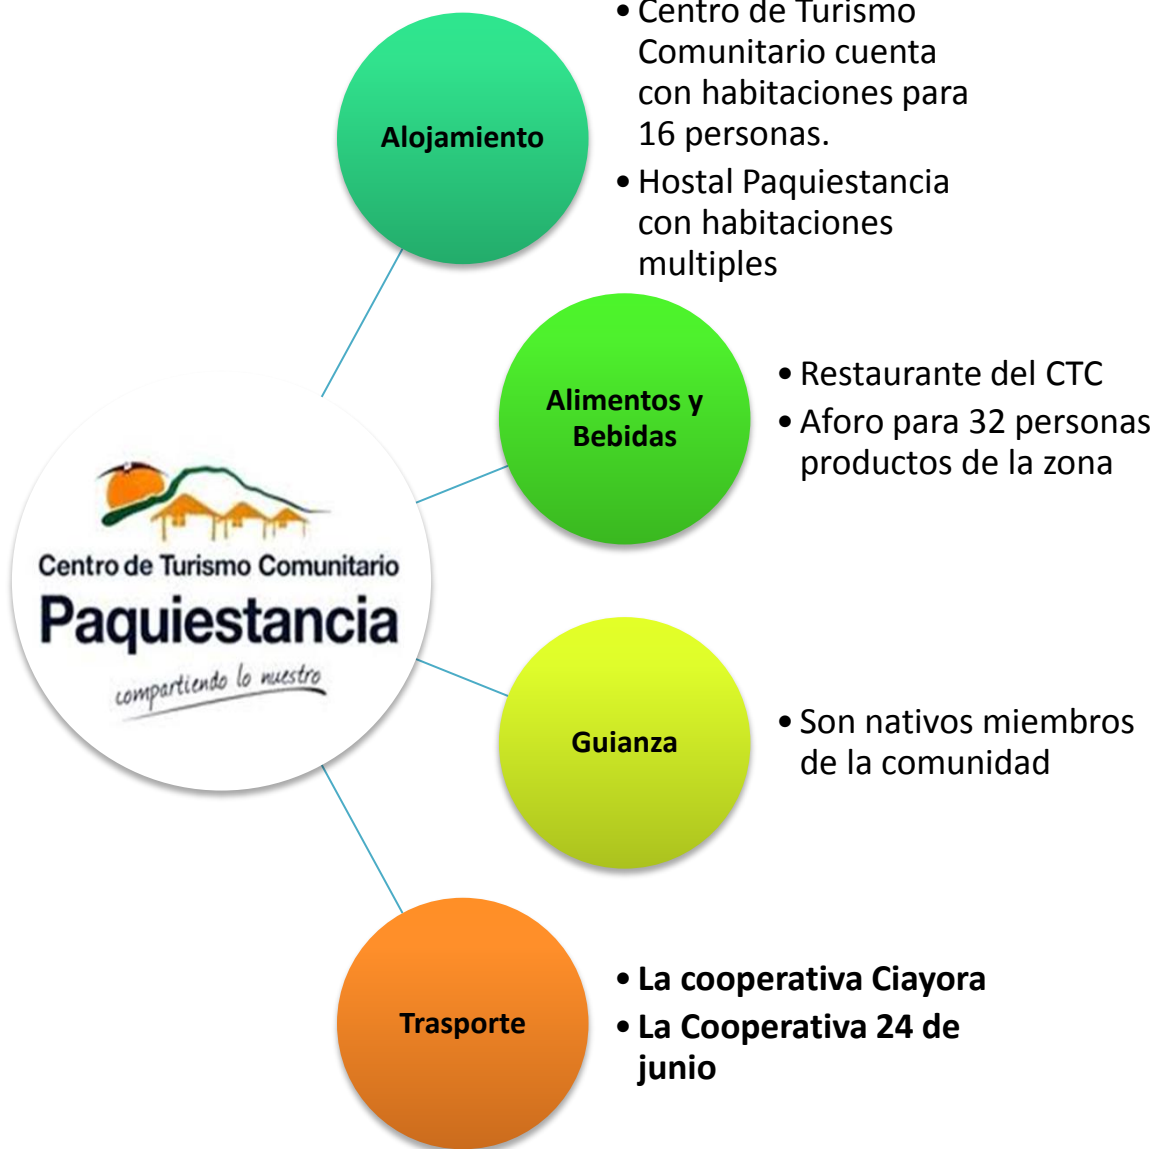 Alojamiento
• Centro de Turismo
Comunitario cuenta
con habitaciones para
16 personas.
• Hostal Paquiestancia
con habitaciones
multiples
Alimentos y
Bebidas
• Restaurante del CTC
• Aforo para 32 personas
productos de la zona
Centro de Turismo Comunitario
Paquiestancia
compartiendo lo nuestro
Guianza
• Son nativos miembros
de la comunidad
Trasporte
• La cooperativa Ciayora
• La Cooperativa 24 de
junio